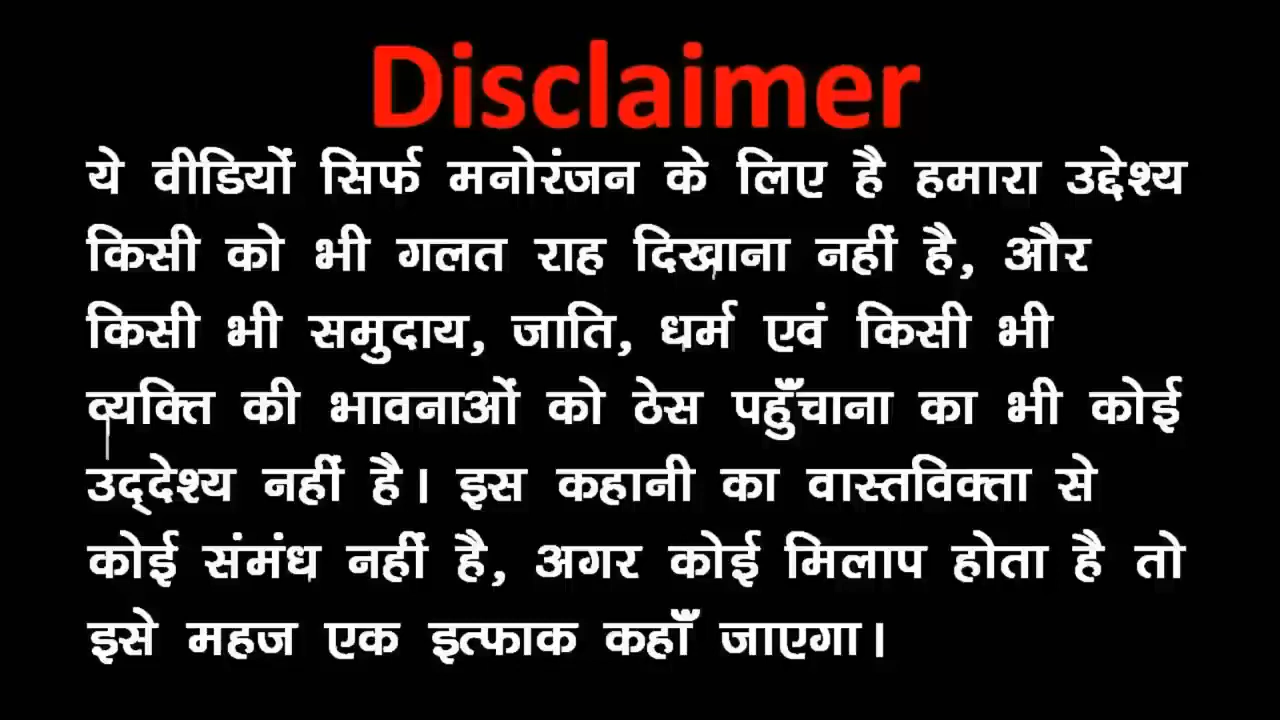 Disclaimer
ये वीडियों सिर्फ मनोरंजन के लिए है हमारा उद्देश्य
किसी को भी गलत राह दिखाना नहीं है, और
किसी भी समुदाय, जाति, धर्म एवं किसी भी
व्यक्ति की भावनाओं को ठेस पहुँचाना का भी कोई
उद्‌देश्य नहीं है। इस कहानी का वास्तविक्ता से
कोई संमंध नहीं है, अगर कोई मिलाप होता है तो
इसे महज एक इत्फाक कहाँ जाएगा।